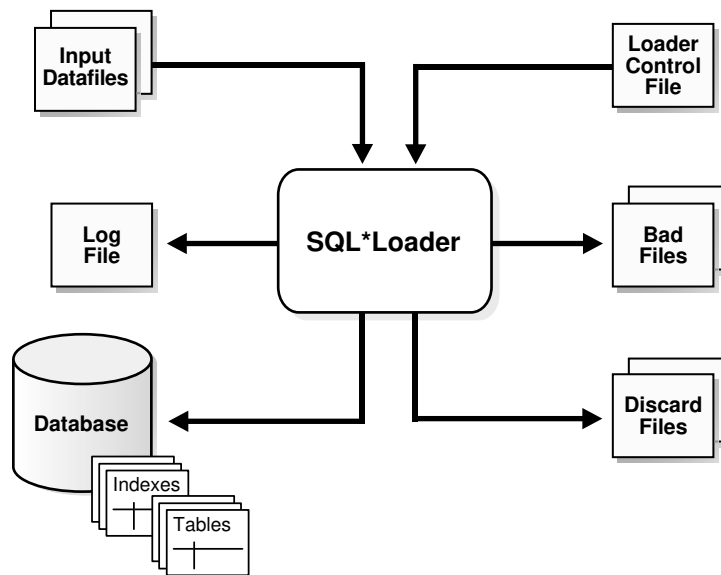 Input
Datafiles
Loader
Control
File
Log
File
SQL*Loader
Bad
Files
Database
Discard
Files
Indexes
Tables